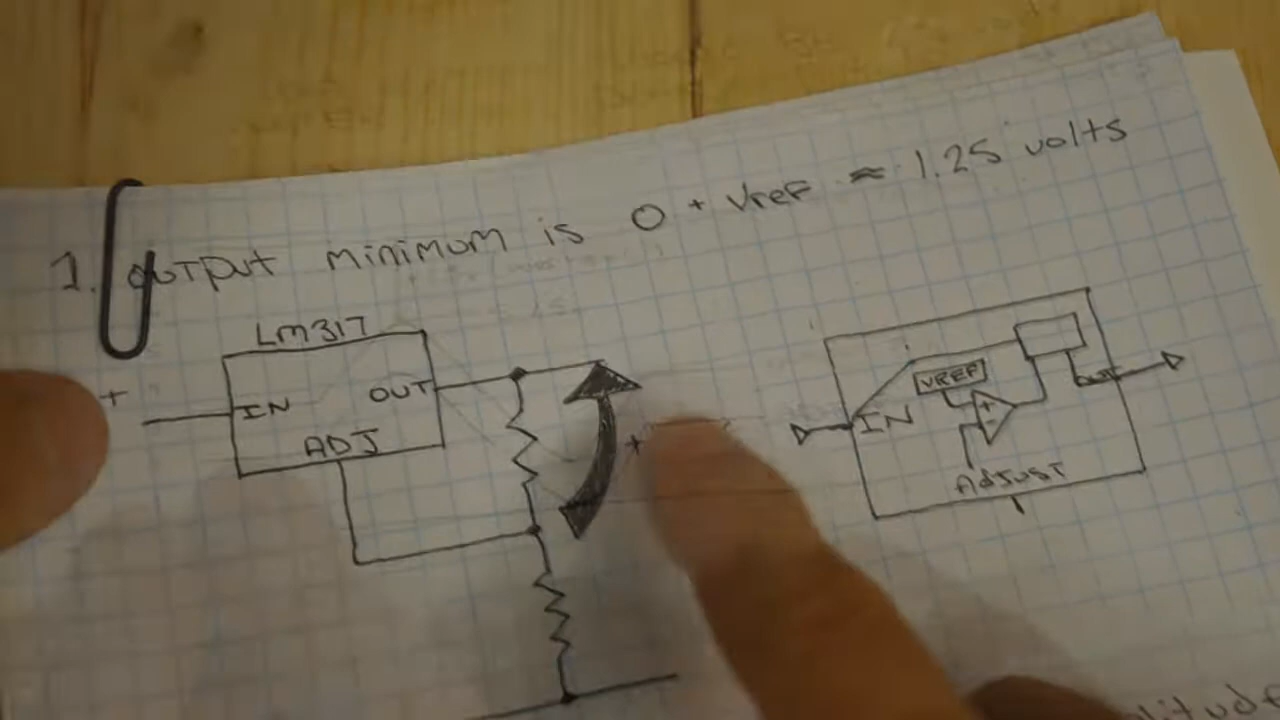 1. OUTPUT minimum is 0 + Vref ≈ 1.25 volts
LM317
+
IN
OUT
ADJ
+
VREF
+
-
IN
OUT
ADJUST